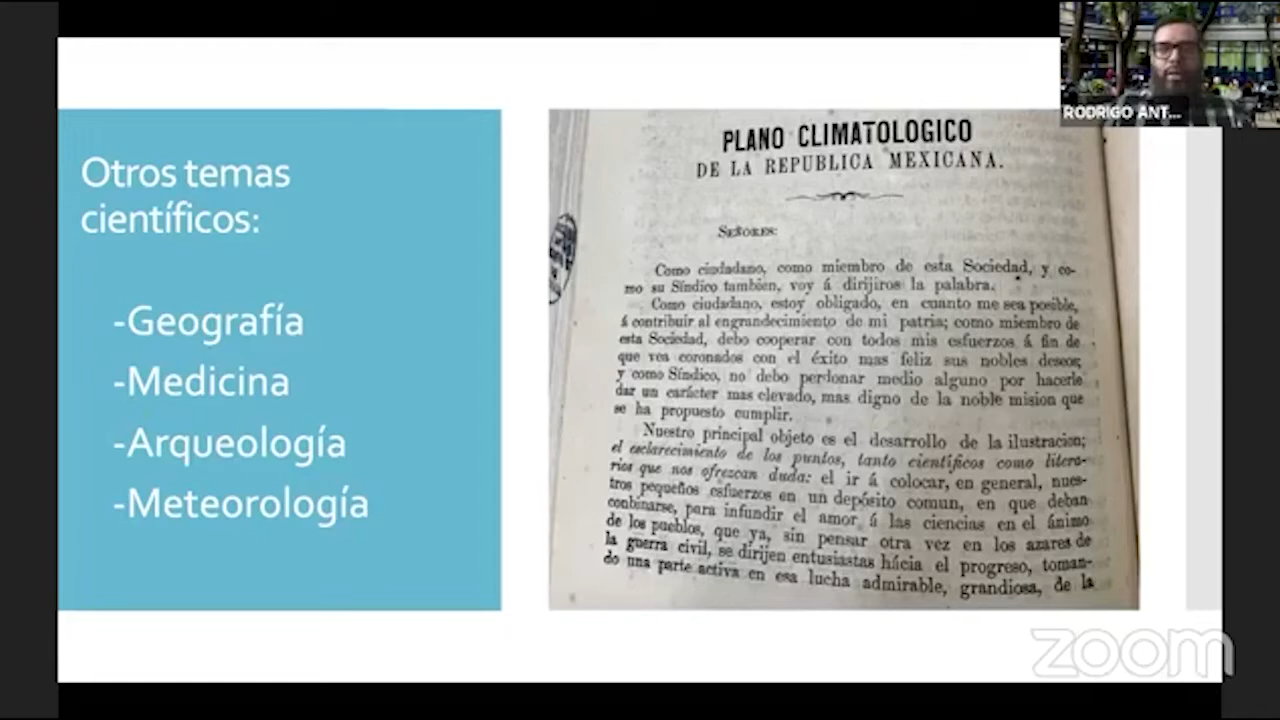 RODRIGO ANT...
Otros temas
científicos:
-Geografía
-Medicina
-Arqueología
-Meteorología
PLANO CLIMATOLOGICO
DE LA REPUBLICA MEXICANA.
SEÑORES:
Como ciudadano, como miembro de esta Sociedad, y co-
mo su Síndico tambien, voy á dirijiros la palabra.
Como ciudadano, estoy obligado, en cuanto me sea posible,
á contribuir al engrandecimiento de mi patria; como miembro de
esta Sociedad, debo cooperar con todos mis esfuerzos á fin de
que vea coronados con el éxito mas feliz sus nobles deseos;
y como Síndico, no debo perdonar medio alguno por hacerle
dar un carácter mas elevado, mas digno de la noble mision que
se ha propuesto cumplir.
Nuestro principal objeto es el desarrollo de la ilustracion;
el esclarecimiento de los puntos, tanto científicos como litera-
rios que nos ofrezcan duda: el ir á colocar, en general, nues-
tros pequeños esfuerzos en un depósito comun, en que deban
combinarse, para infundir el amor á las ciencias en el ánimo
de los pueblos, que ya, sin pensar otra vez en los azares de
la guerra civil, se dirijen entusiastas hácia el progreso, toman-
do una parte activa en esa lucha admirable, grandiosa, de la
zoom